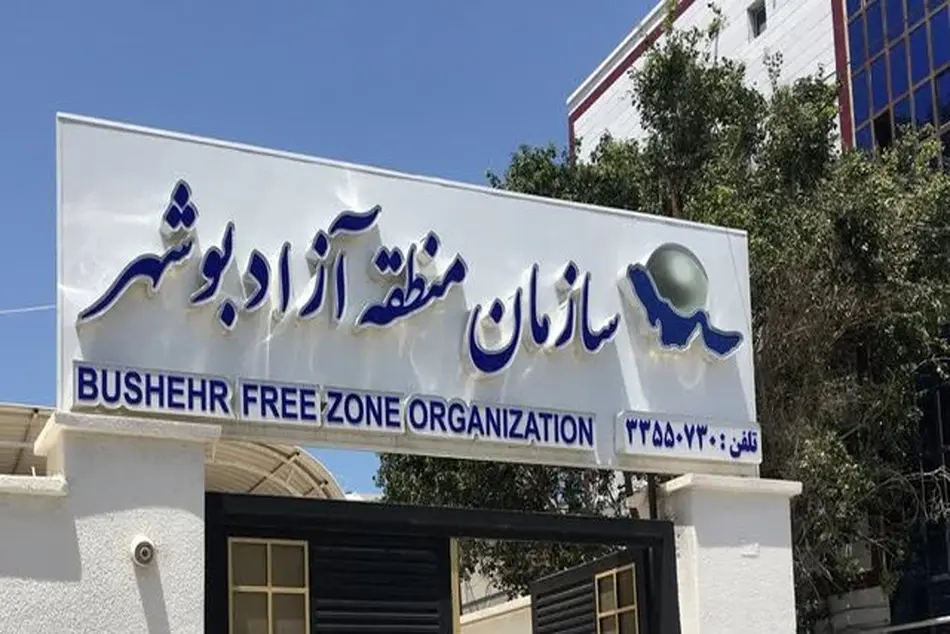 سازمان منطقه آزاد بوشهر
BUSHEHR FREE ZONE ORGANIZATION
تلفن : ۳۳۵۵۰۷۳۰